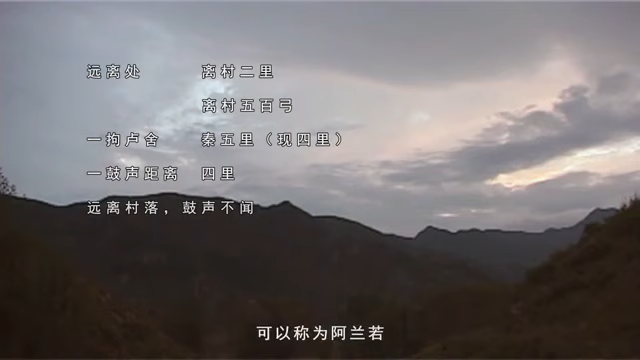 远离处 离村二里
离村五百弓
一拘卢舍 秦五里（现四里）
一鼓声距离 四里
远离村落，鼓声不闻
可以称为阿兰若